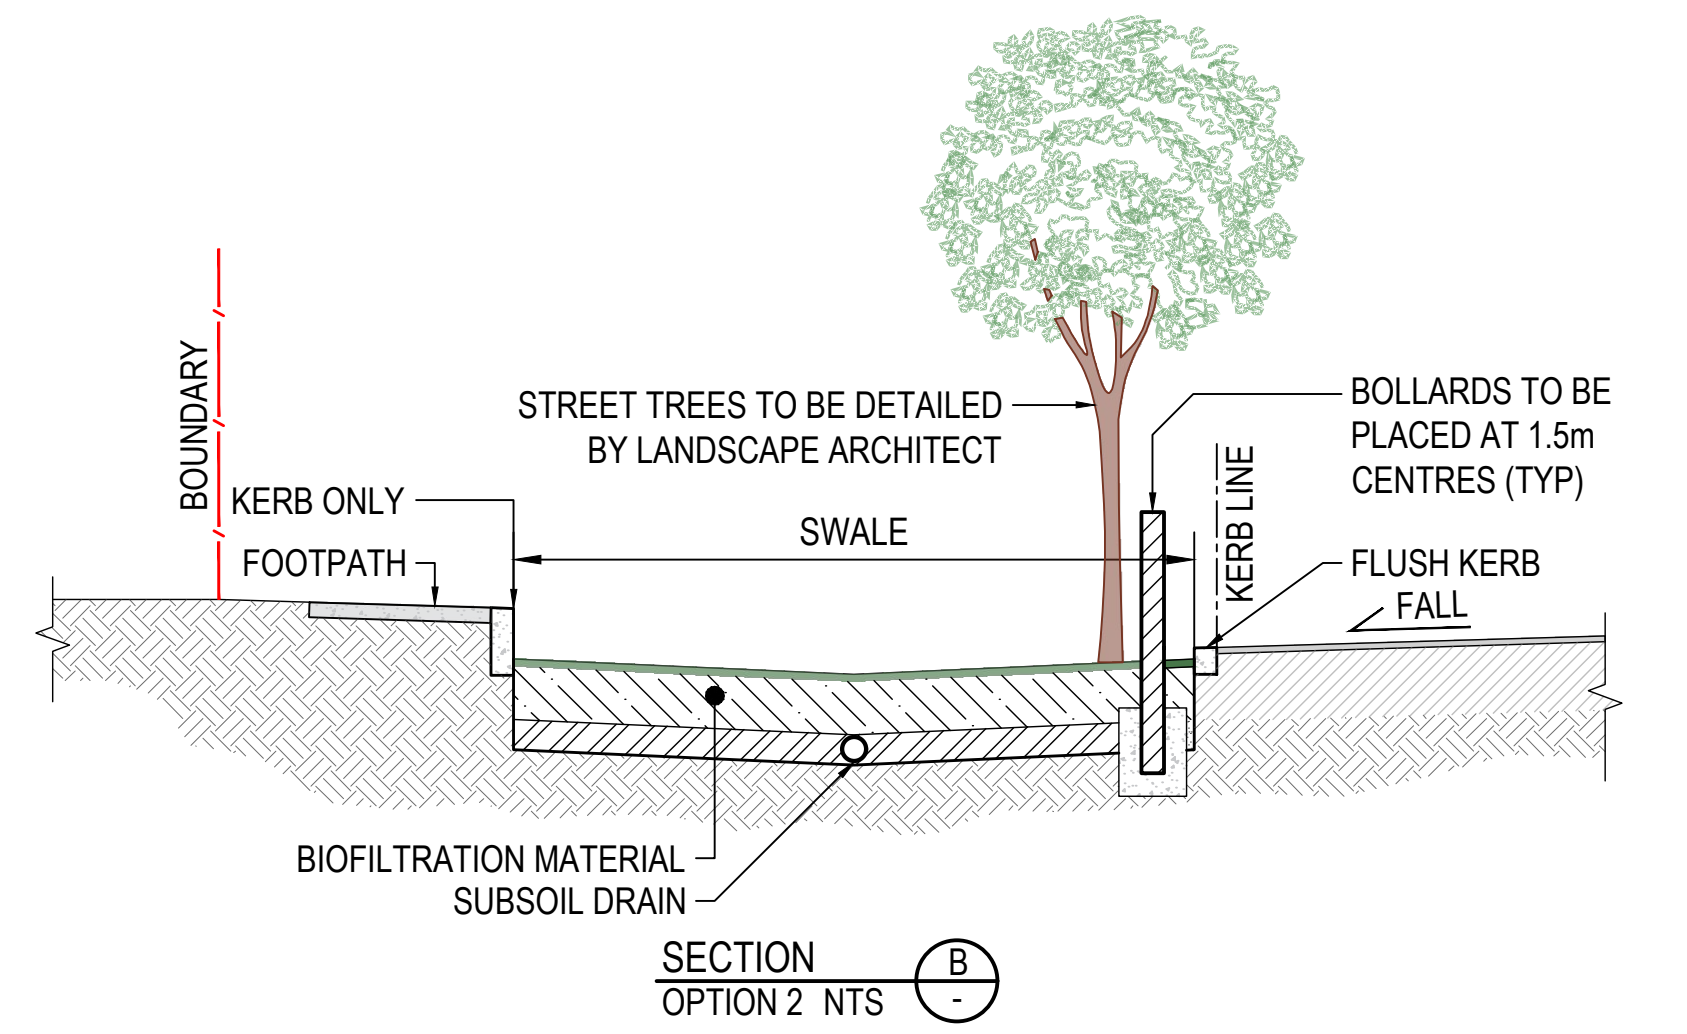 BOUNDARY
STREET TREES TO BE DETAILED
BY LANDSCAPE ARCHITECT
BOLLARDS TO BE
PLACED AT 1.5m
CENTRES (TYP)
KERB LINE
KERB ONLY
SWALE
FOOTPATH
FLUSH KERB
FALL
BIOFILTRATION MATERIAL
SUBSOIL DRAIN
SECTION
OPTION 2 NTS
B
-